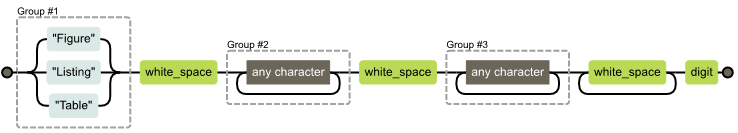 Group #1
"Figure"
"Listing"
"Table"
white_space
Group #2
any character
white_space
Group #3
any character
white_space
digit